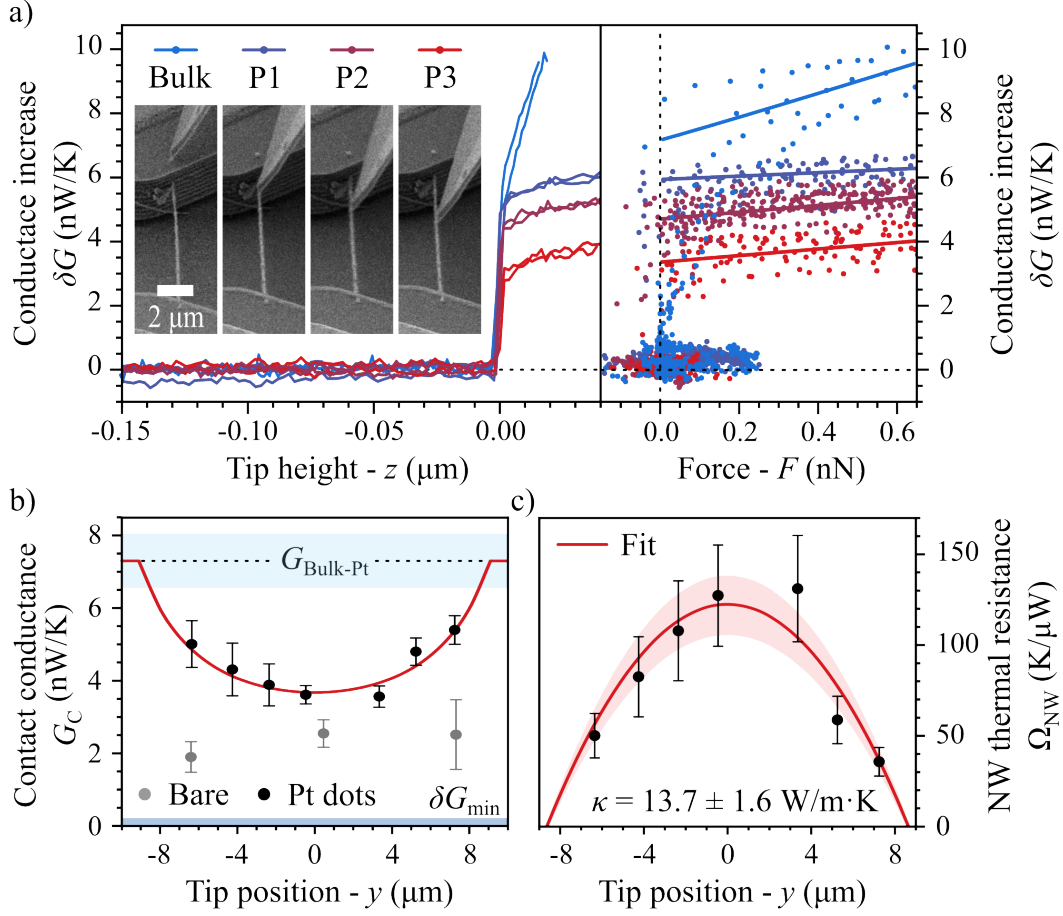 a)
10
8
6
4
2
0
Conductance increase
δG (nW/K)
Bulk P1 P2 P3
2 μm
-0.15 -0.10 -0.05 0.00
Tip height - z (μm)
0.0 0.2 0.4 0.6
Force - F (nN)
10
8
6
4
2
0
Conductance increase
δG (nW/K)
b)
8
6
4
2
0
Contact conductance
G_C (nW/K)
G_Bulk-Pt
Bare Pt dots δG_min
-8 -4 0 4 8
Tip position - y (μm)
c)
Fit
κ = 13.7 ± 1.6 W/m·K
-8 -4 0 4 8
Tip position - y (μm)
150
100
50
0
NW thermal resistance
Ω_NW (K/μW)